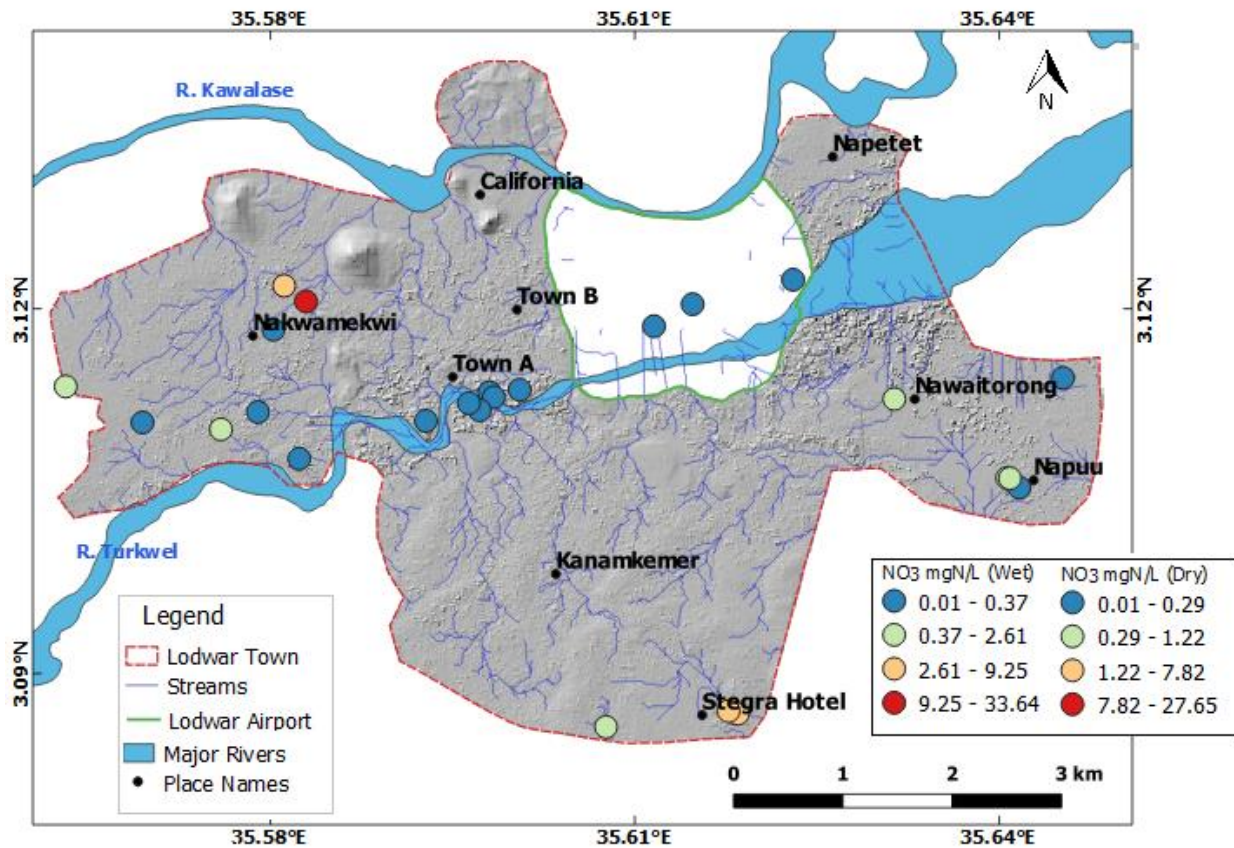 35.58°E 35.61°E 35.64°E
R. Kawalase
N
Napetet
California
3.12°N 3.12°N
Town B
Nakwamekwi
Town A
Nawaitorong
Napuu
R. Turkwel
Kanamkemer
Legend
Lodwar Town
Streams
Lodwar Airport
Major Rivers
Place Names
NO3 mgN/L (Wet) NO3 mgN/L (Dry)
0.01 - 0.37 0.01 - 0.29
0.37 - 2.61 0.29 - 1.22
2.61 - 9.25 1.22 - 7.82
9.25 - 33.64 7.82 - 27.65
3.09°N 3.09°N
Stegra Hotel
0 1 2 3 km
35.58°E 35.61°E 35.64°E